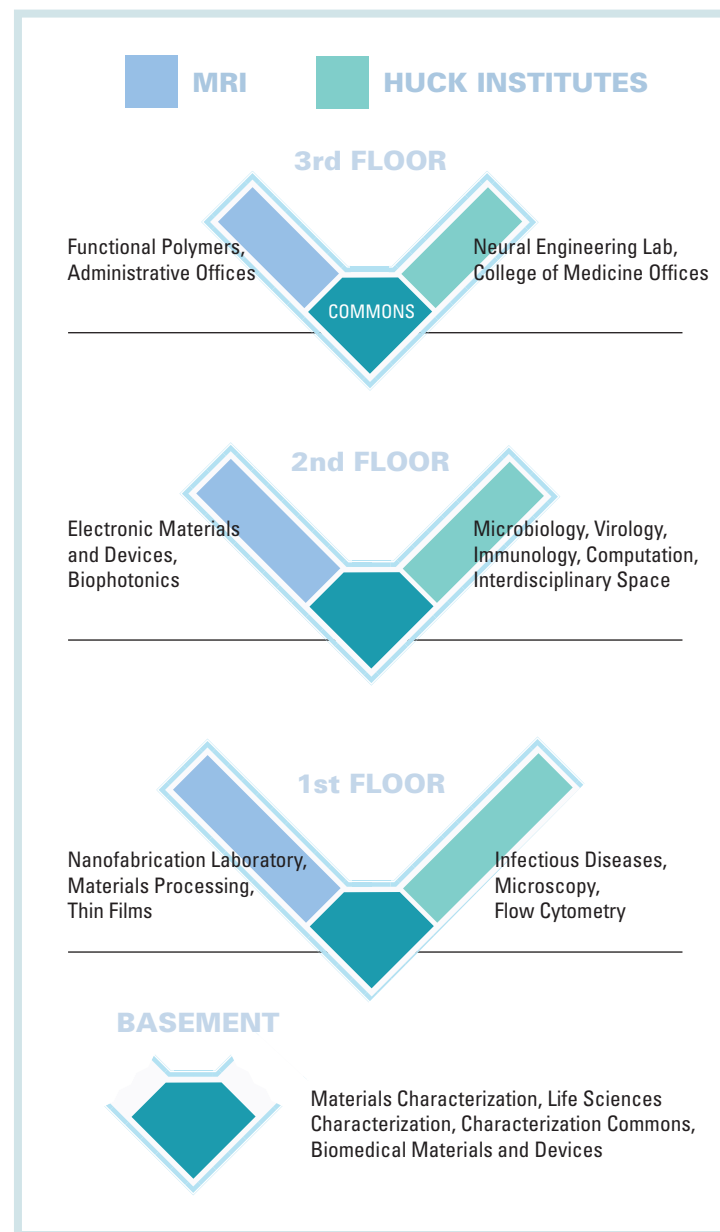 MRI
HUCK INSTITUTES
3rd FLOOR
Functional Polymers,
Administrative Offices
Neural Engineering Lab,
College of Medicine Offices
COMMONS
2nd FLOOR
Electronic Materials
and Devices,
Biophotonics
Microbiology, Virology,
Immunology, Computation,
Interdisciplinary Space
1st FLOOR
Nanofabrication Laboratory,
Materials Processing,
Thin Films
Infectious Diseases,
Microscopy,
Flow Cytometry
BASEMENT
Materials Characterization, Life Sciences
Characterization, Characterization Commons,
Biomedical Materials and Devices